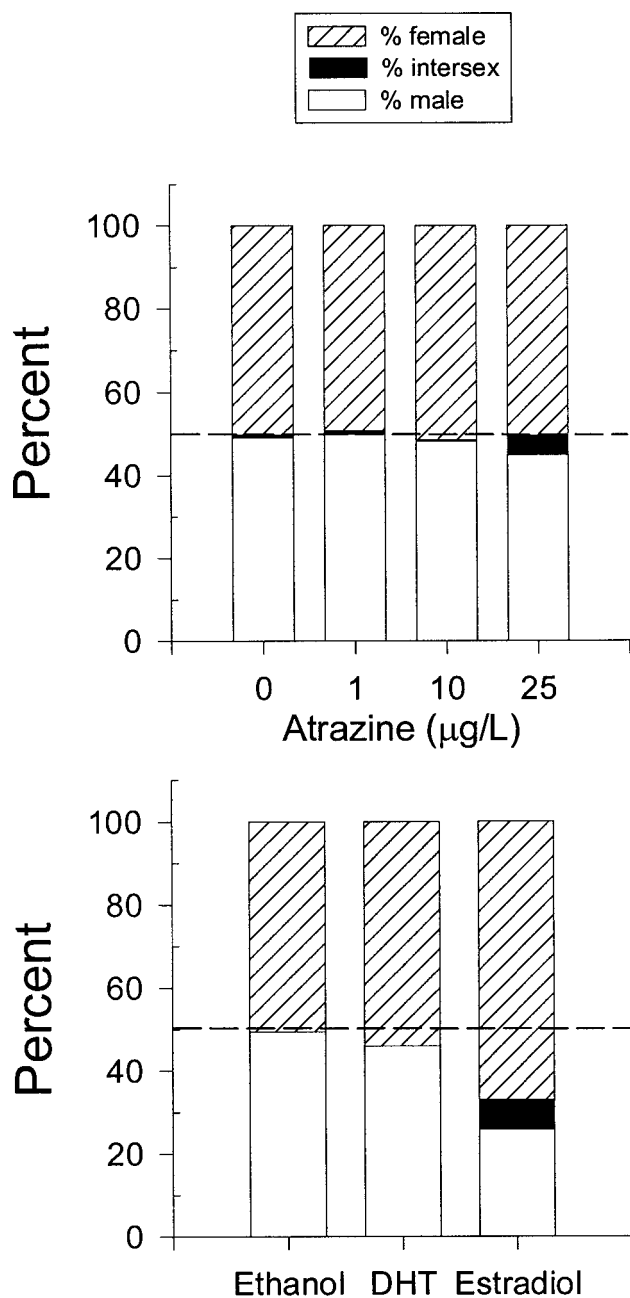 % female
% intersex
% male
100
80
60
40
20
0
Percent
0 1 10 25
Atrazine (μg/L)
100
80
60
40
20
0
Percent
Ethanol DHT Estradiol